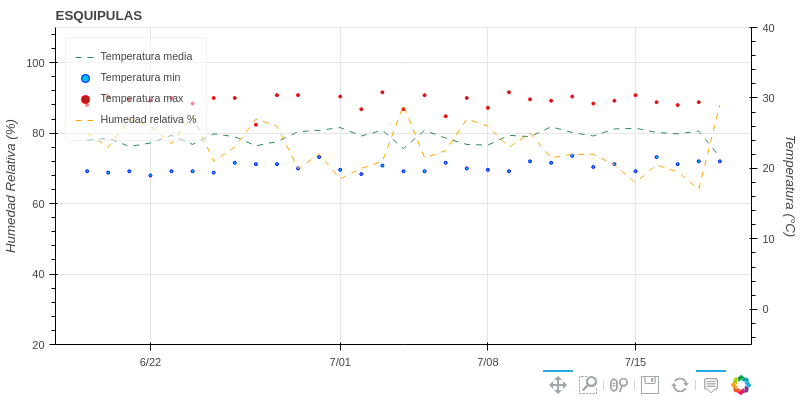 ESQUIPULAS
Temperatura media
Temperatura min
Temperatura max
Humedad relativa %
Humedad Relativa (%)
100
80
60
40
20
Temperatura (°C)
40
30
20
10
0
6/22
7/01
7/08
7/15